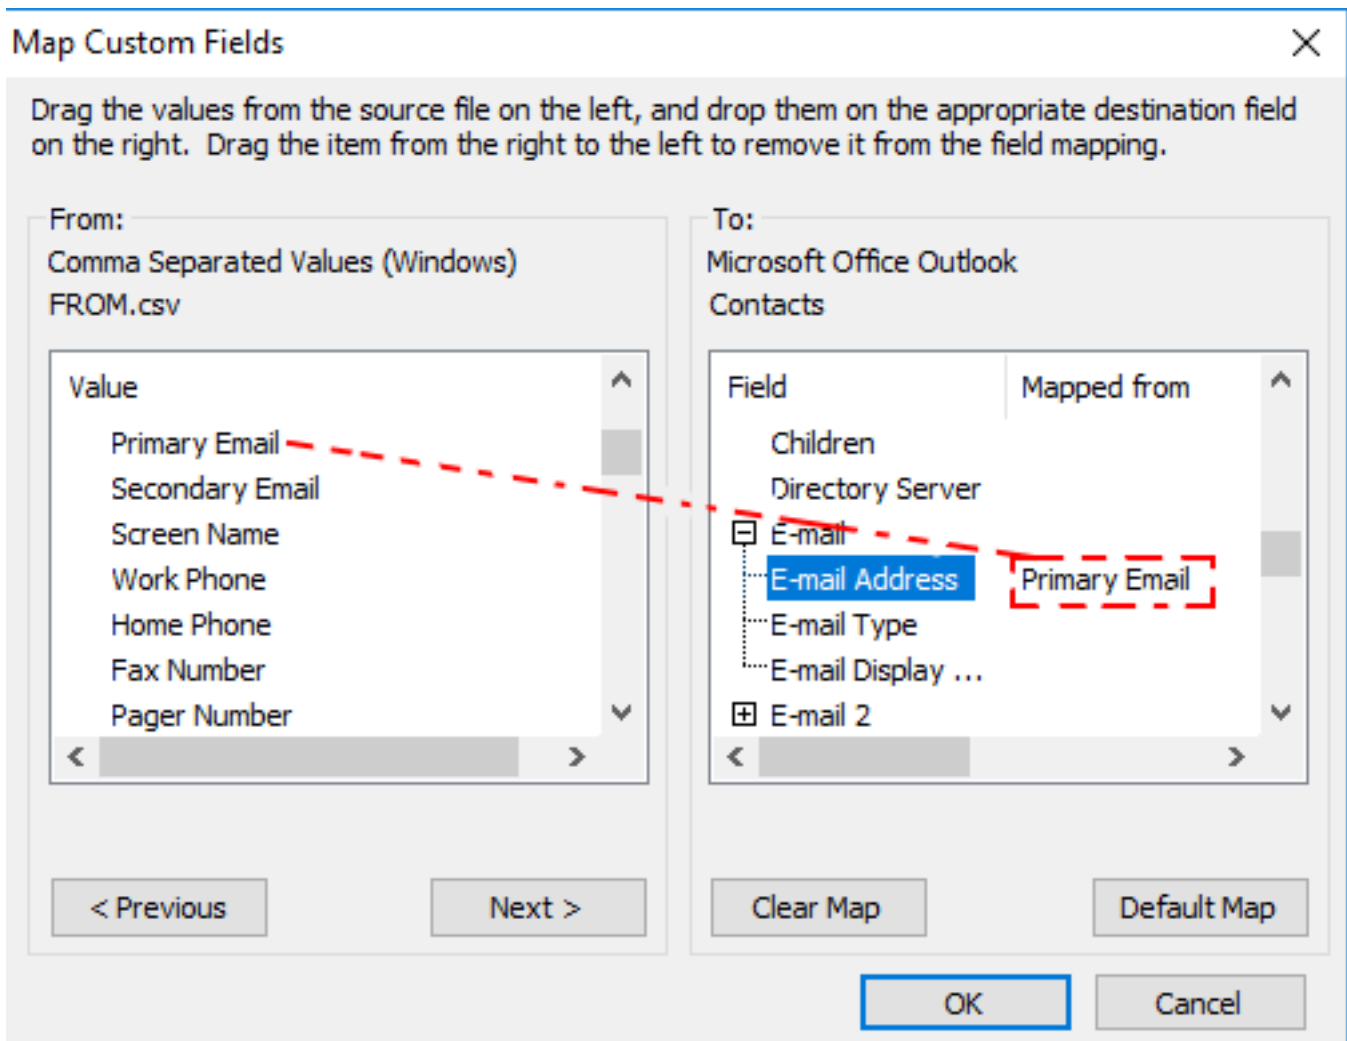 Map Custom Fields
Drag the values from the source file on the left, and drop them on the appropriate destination field
on the right. Drag the item from the right to the left to remove it from the field mapping.
From:
Comma Separated Values (Windows)
FROM.csv
Value
Primary Email
Secondary Email
Screen Name
Work Phone
Home Phone
Fax Number
Pager Number
< Previous
Next >
To:
Microsoft Office Outlook
Contacts
Field Mapped from
Children
Directory Server
E-mail
E-mail Address Primary Email
E-mail Type
E-mail Display ...
E-mail 2
Clear Map
Default Map
OK
Cancel